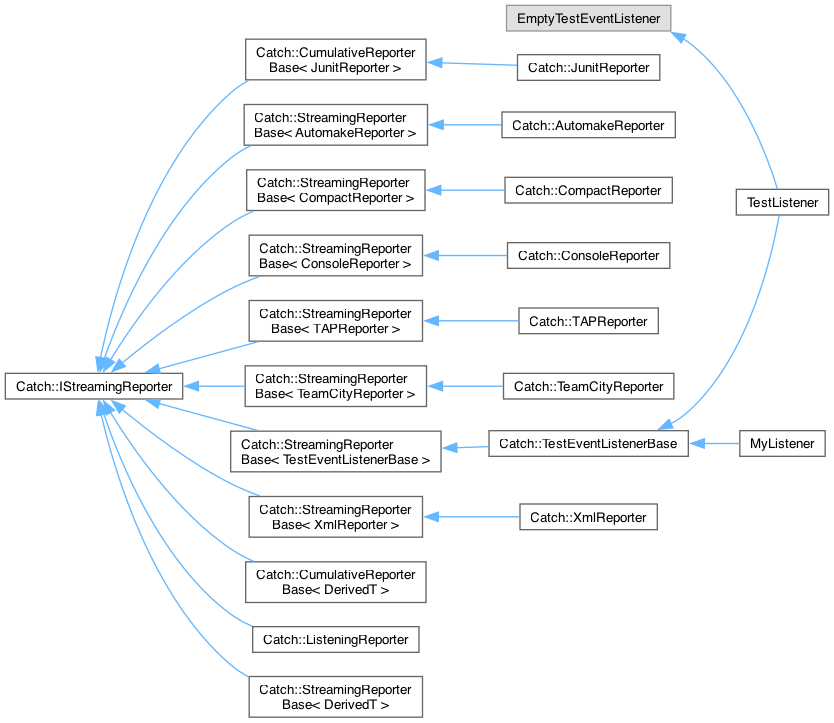 EmptyTestEventListener
Catch::CumulativeReporter
Base< JunitReporter >
Catch::JunitReporter
Catch::StreamingReporter
Base< AutomakeReporter >
Catch::AutomakeReporter
Catch::StreamingReporter
Base< CompactReporter >
Catch::CompactReporter
TestListener
Catch::StreamingReporter
Base< ConsoleReporter >
Catch::ConsoleReporter
Catch::StreamingReporter
Base< TAPReporter >
Catch::TAPReporter
Catch::IStreamingReporter
Catch::StreamingReporter
Base< TeamCityReporter >
Catch::TeamCityReporter
Catch::StreamingReporter
Base< TestEventListenerBase >
Catch::TestEventListenerBase
MyListener
Catch::StreamingReporter
Base< XmlReporter >
Catch::XmlReporter
Catch::CumulativeReporter
Base< DerivedT >
Catch::ListeningReporter
Catch::StreamingReporter
Base< DerivedT >